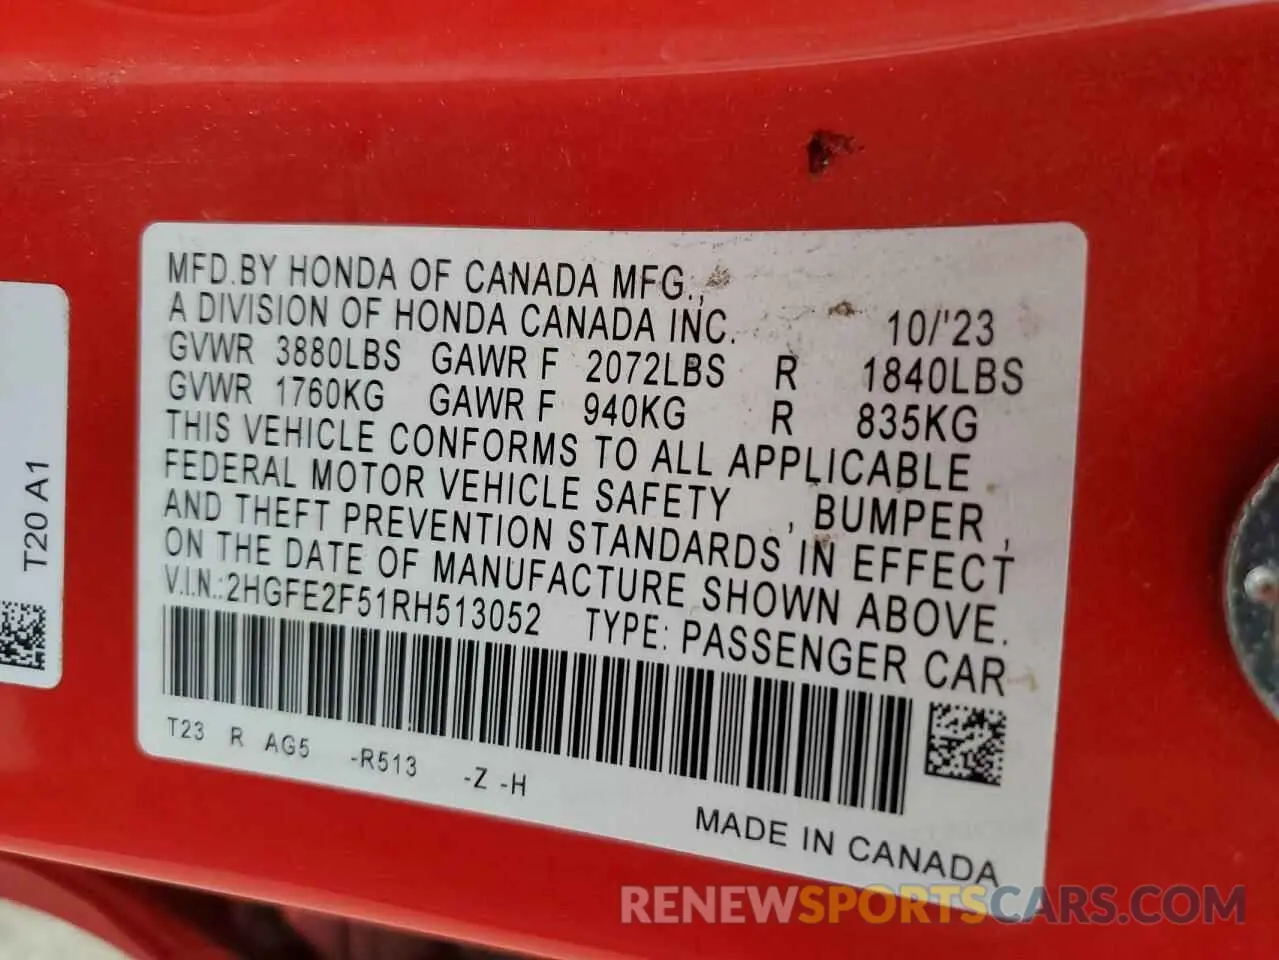 MFD.BY HONDA OF CANADA MFG.,
A DIVISION OF HONDA CANADA INC. 10/'23
GVWR 3880LBS GAWR F 2072LBS R 1840LBS
GVWR 1760KG GAWR F 940KG R 835KG
THIS VEHICLE CONFORMS TO ALL APPLICABLE
FEDERAL MOTOR VEHICLE SAFETY , BUMPER ,
AND THEFT PREVENTION STANDARDS IN EFFECT
ON THE DATE OF MANUFACTURE SHOWN ABOVE.
V.I.N.:2HGFE2F51RH513052 TYPE: PASSENGER CAR
T23 R AG5 -R513 -Z -H
MADE IN CANADA
T20 A1
RENEWSPORTSCARS.COM